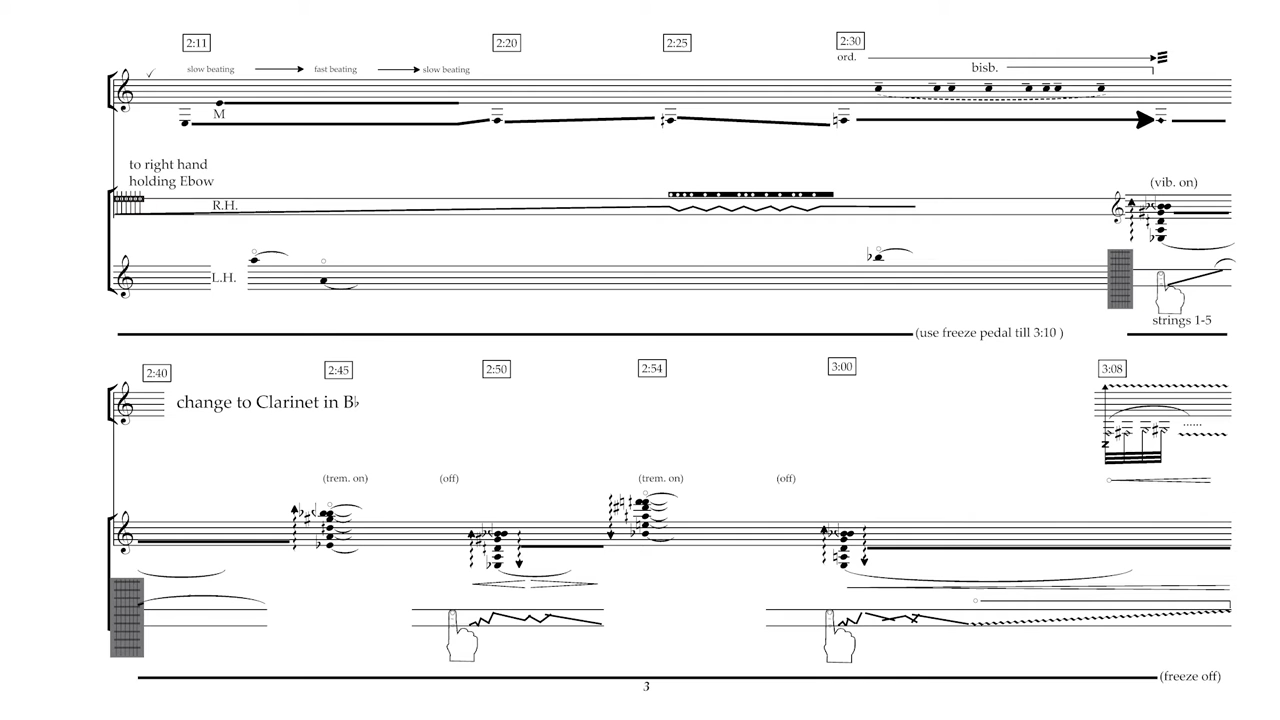 2:11
2:20
2:25
2:30
ord.
slow beating
fast beating
slow beating
bisb.
M
to right hand
holding Ebow
R.H.
(vib. on)
L.H.
strings 1-5
(use freeze pedal till 3:10 )
2:40
2:45
2:50
2:54
3:00
3:08
change to Clarinet in B♭
(trem. on)
(off)
(trem. on)
(off)
(freeze off)
3